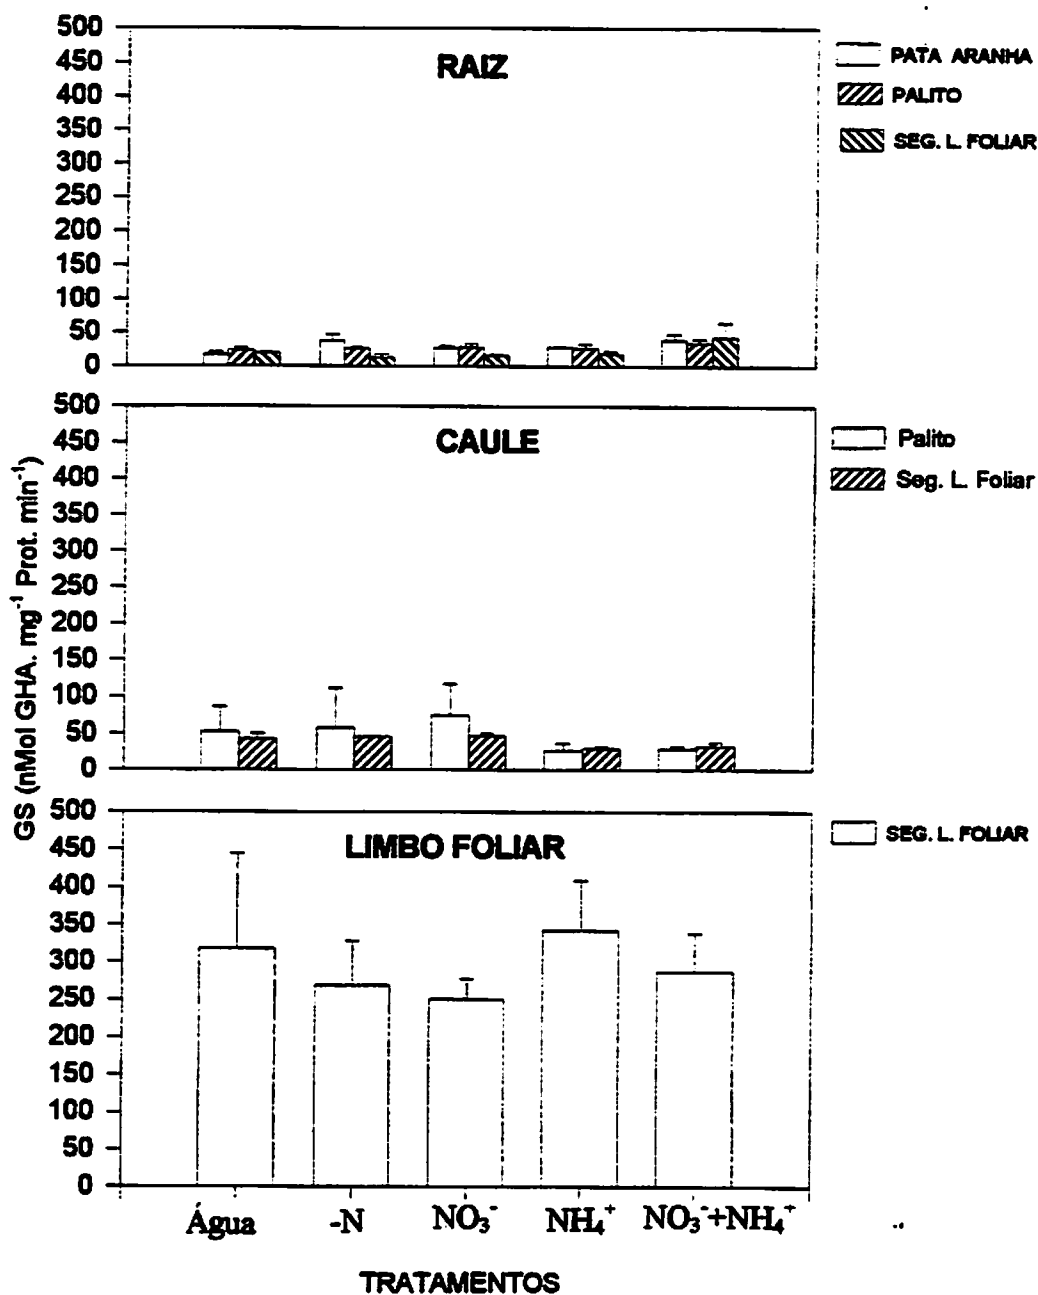 RAIZ
PATA ARANHA
PALITO
SEG. L. FOLIAR
500
450
400
350
300
250
200
150
100
50
0
CAULE
Palito
Seg. L. Foliar
500
450
400
350
300
250
200
150
100
50
0
GS (nMol GHA. mg⁻¹ Prot. min⁻¹)
LIMBO FOLIAR
SEG. L. FOLIAR
500
450
400
350
300
250
200
150
100
50
0
Água -N NO₃⁻ NH₄⁺ NO₃⁻+NH₄⁺
TRATAMENTOS